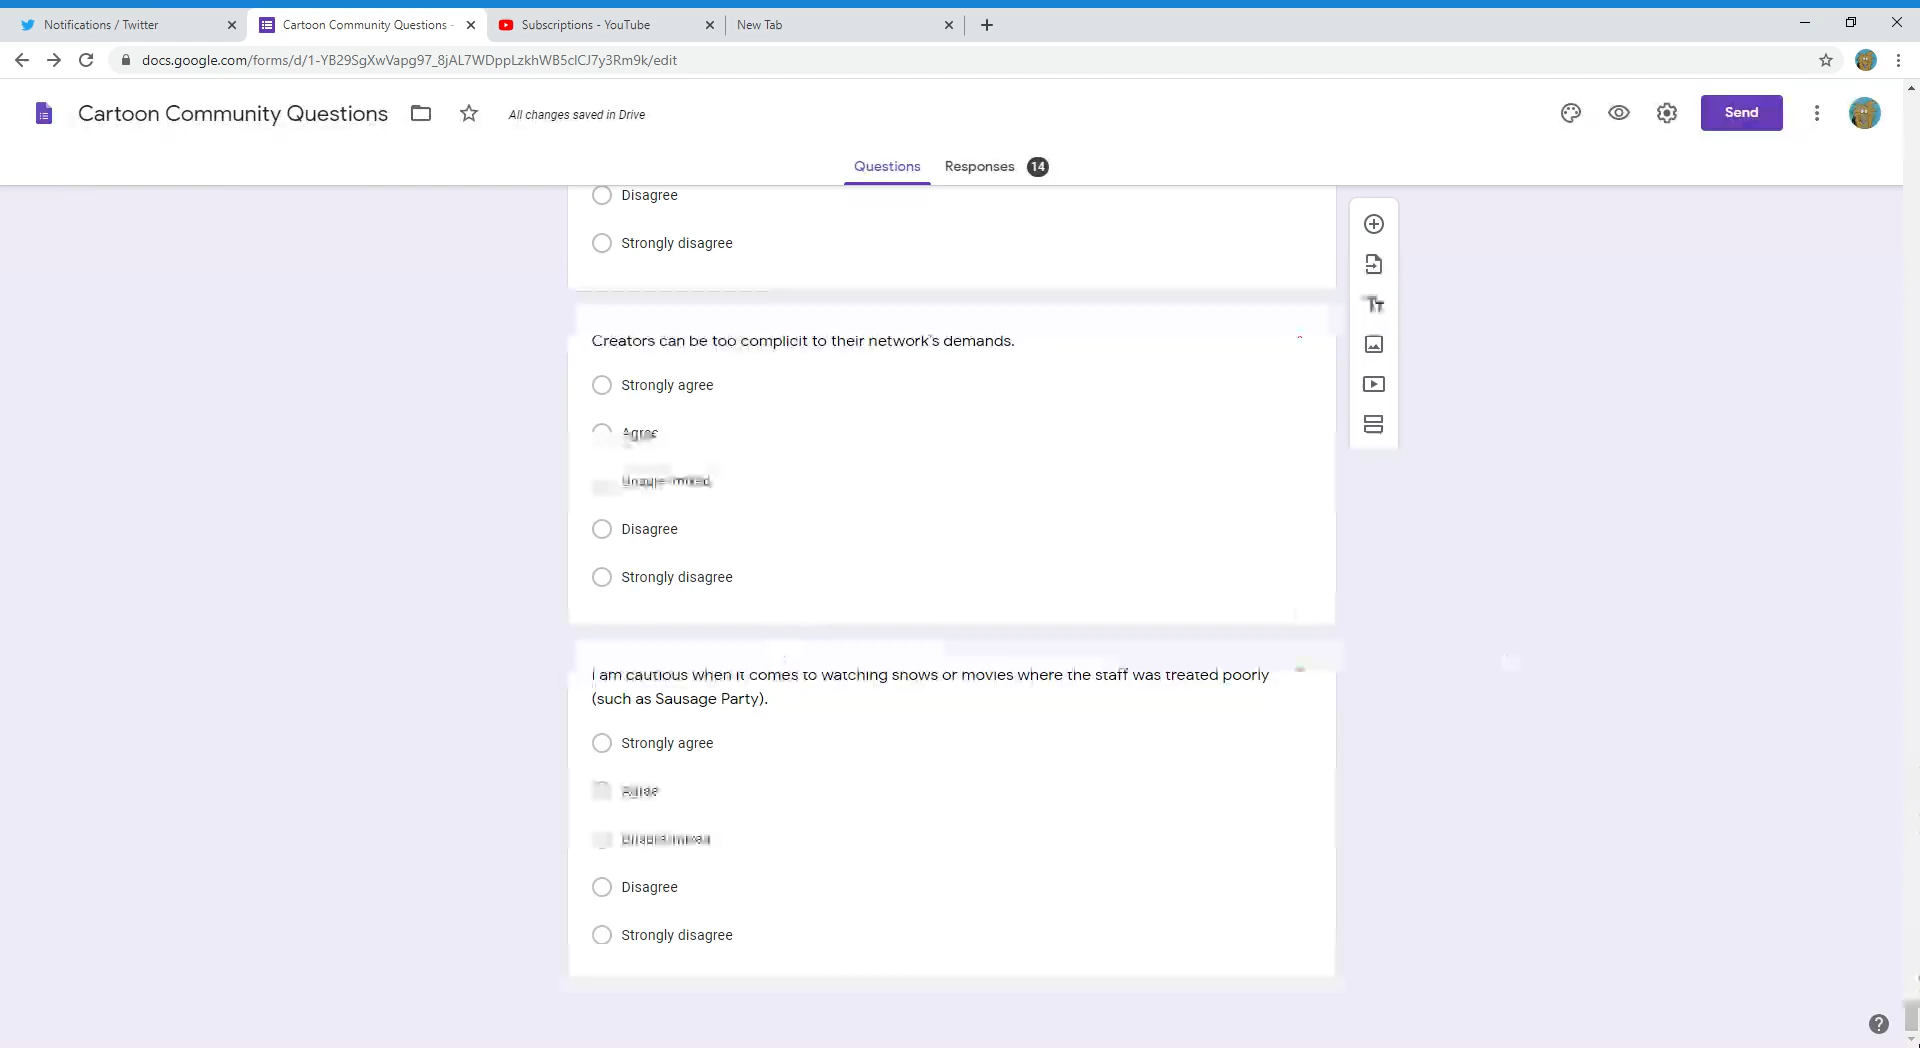 Notifications / Twitter
Cartoon Community Questions -
Subscriptions - YouTube
New Tab
docs.google.com/forms/d/1-YB29SgXwVapg97_8jAL7WDppLzkhWB5clCJ7y3Rm9k/edit
Cartoon Community Questions
All changes saved in Drive
Send
Questions
Responses 14
Disagree
Strongly disagree
Creators can be too complicit to their network's demands.
Strongly agree
Agree
Disagree
Strongly disagree
I am cautious when it comes to watching shows or movies where the staff was treated poorly
(such as Sausage Party).
Strongly agree
Disagree
Strongly disagree